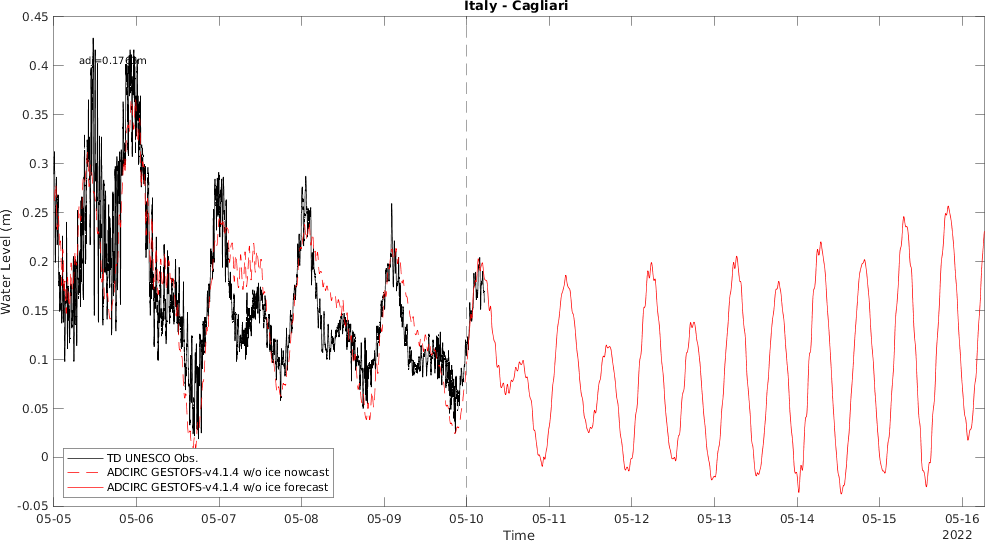 Italy - Cagliari
0.45
0.4
0.35
0.3
0.25
0.2
0.15
0.1
0.05
0
-0.05
Water Level (m)
TD UNESCO Obs.
ADCIRC GESTOFS-v4.1.4 w/o ice nowcast
ADCIRC GESTOFS-v4.1.4 w/o ice forecast
05-05 05-06 05-07 05-08 05-09 05-10 05-11 05-12 05-13 05-14 05-15 05-16
Time
2022